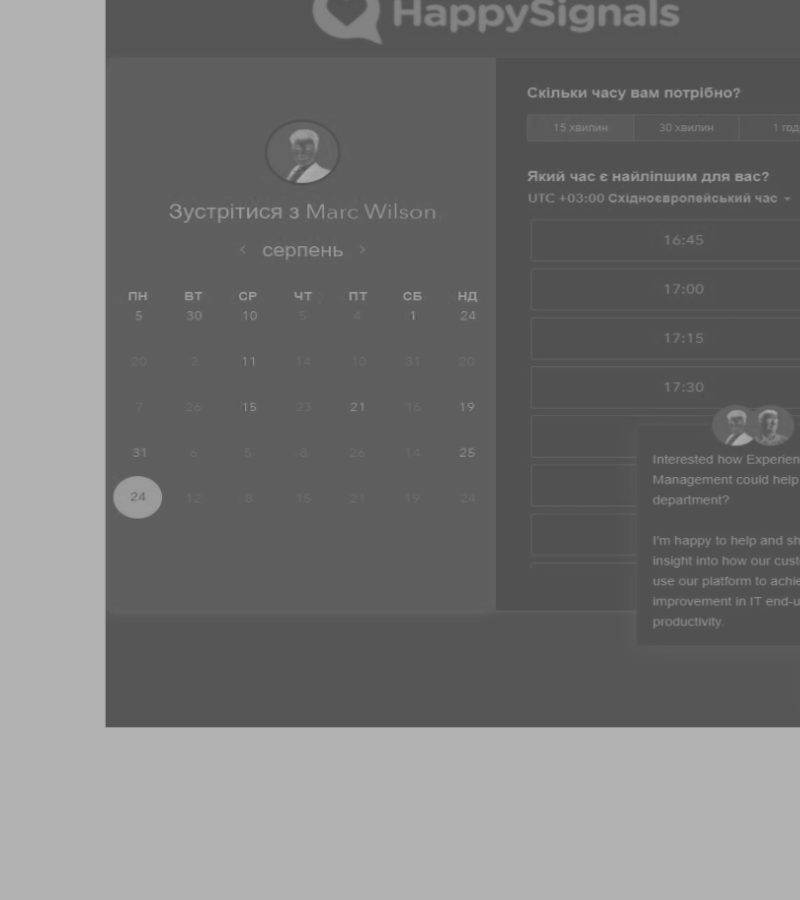 HappySignals
Зустрітися з Marc Wilson
‹ серпень ›
ПН ВТ СР ЧТ ПТ СБ НД
5 30 10 5 4 1 24
20 2 11 14 10 31 20
7 26 15 23 21 16 19
31 6 8 8 26 14 25
24 12 8 15 21 19 24
Скільки часу вам потрібно?
15 хвилин 30 хвилин 1 год
Який час є найліпшим для вас?
UTC +03:00 Східноєвропейський час
16:45
17:00
17:15
17:30
Interested how Experien
Management could help
department?
I'm happy to help and sh
insight into how our cust
use our platform to achie
improvement in IT end-u
productivity.